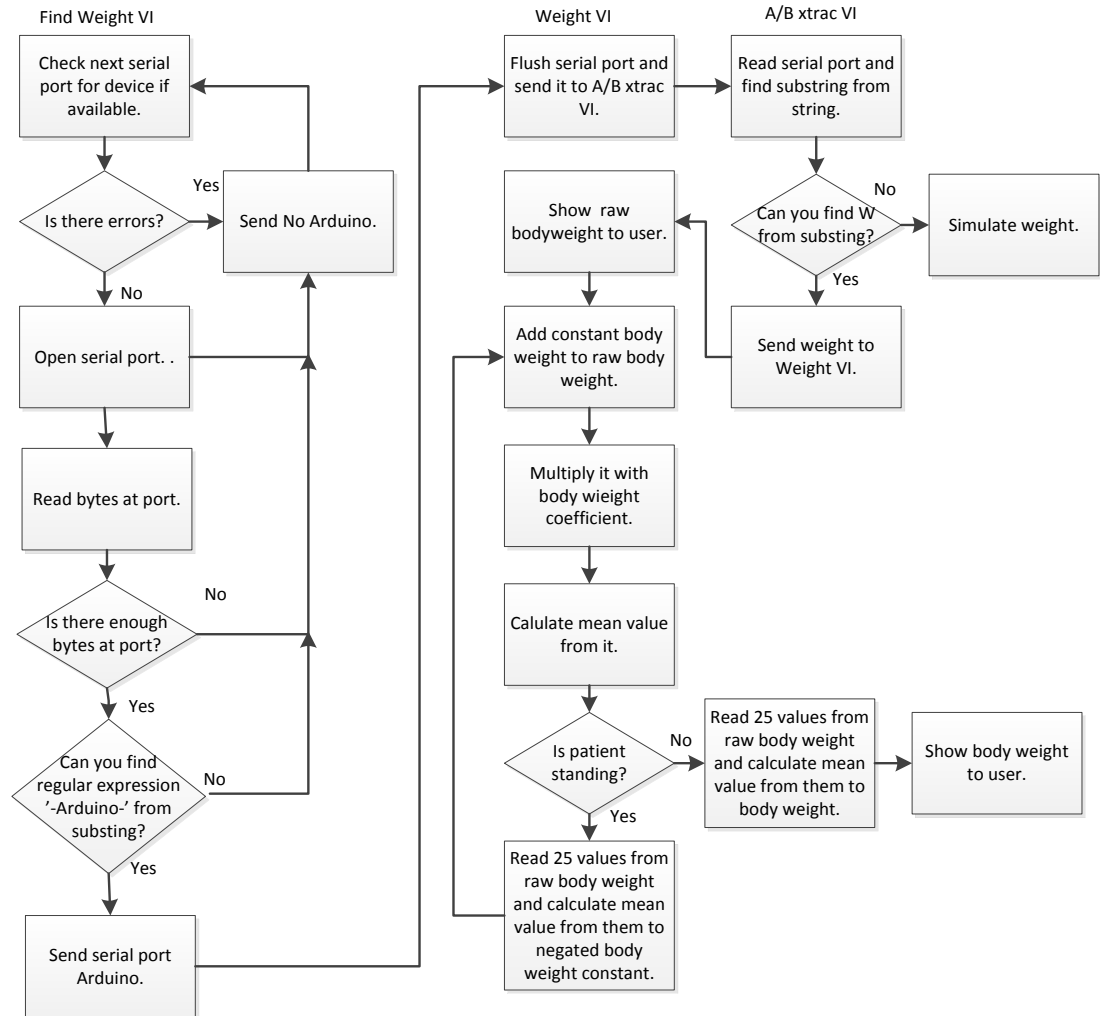 Find Weight VI
Check next serial
port for device if
available.
Is there errors?
Yes
Send No Arduino.
No
Open serial port. .
Read bytes at port.
Is there enough
bytes at port?
No
Yes
Can you find
regular expression
'-Arduino-' from
substing?
No
Yes
Send serial port
Arduino.
Weight VI
Flush serial port and
send it to A/B xtrac
VI.
Show  raw
bodyweight to user.
Add constant body
weight to raw body
weight.
Multiply it with
body wieight
coefficient.
Calulate mean value
from it.
Is patient
standing?
No
Yes
Read 25 values from
raw body weight
and calculate mean
value from them to
body weight.
Show body weight
to user.
Read 25 values from
raw body weight
and calculate mean
value from them to
negated body
weight constant.
A/B xtrac VI
Read serial port and
find substring from
string.
Can you find W
from substing?
No
Simulate weight.
Yes
Send weight to
Weight VI.